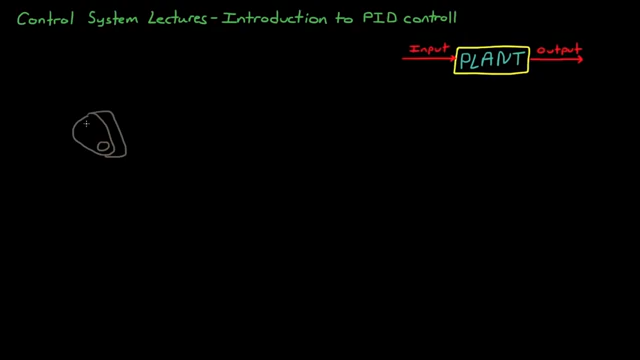 Control System Lectures - Introduction to PID controll
Input PLANT Output